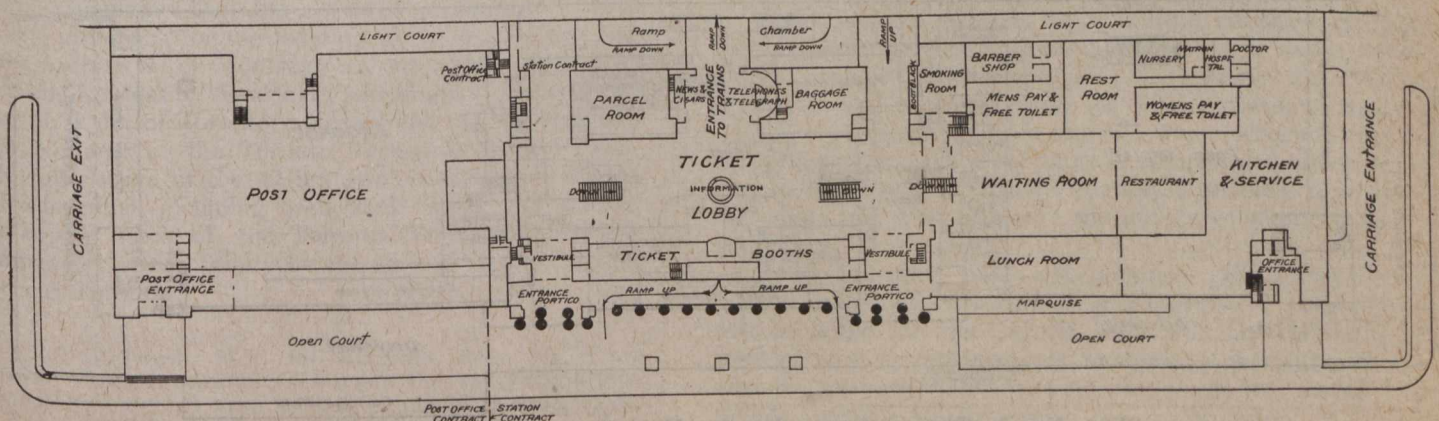 LIGHT COURT
Ramp
RAMP DOWN
RAMP DOWN
chamber
RAMP DOWN
RAMP UP
LIGHT COURT
Post Office
Contract
Station Contract
PARCEL
ROOM
NEWS &
CIGARS
ENTRANCE
TO TRAINS
TELEPHONES
& TELEGRAPH
BAGGAGE
ROOM
BOOTBLACK
SMOKING
ROOM
BARBER
SHOP
MENS PAY &
FREE TOILET
REST
ROOM
NURSERY
MATRON
HOSPI-
TAL
DOCTOR
WOMENS PAY
& FREE TOILET
CARRIAGE EXIT
POST OFFICE
DOWN
TICKET
INFORMATION
LOBBY
DOWN
DOWN
WAITING ROOM
RESTAURANT
KITCHEN
& SERVICE
CARRIAGE ENTRANCE
POST OFFICE
ENTRANCE
VESTIBULE
TICKET BOOTHS
VESTIBULE
LUNCH ROOM
OFFICE
ENTRANCE
ENTRANCE
PORTICO
RAMP UP
RAMP UP
ENTRANCE
PORTICO
MARQUISE
Open Court
OPEN COURT
POST OFFICE STATION
CONTRACT CONTRACT